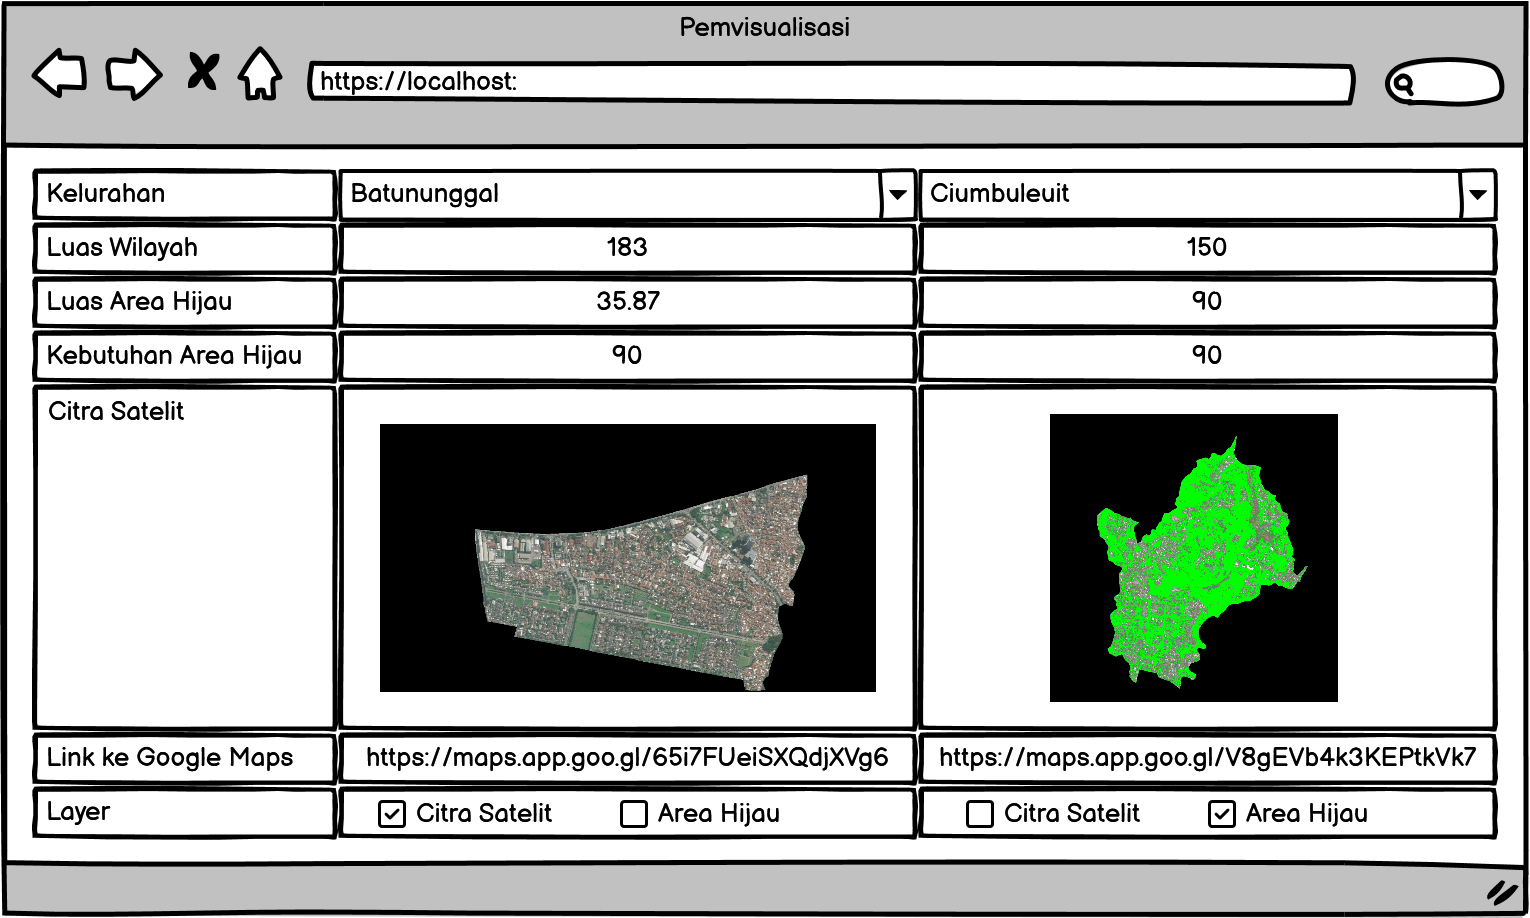 Pemvisualisasi
https://localhost:
Kelurahan Batununggal Ciumbuleuit
Luas Wilayah 183 150
Luas Area Hijau 35.87 90
Kebutuhan Area Hijau 90 90
Citra Satelit
Link ke Google Maps https://maps.app.goo.gl/65i7FUeiSXQdjXVg6 https://maps.app.goo.gl/V8gEVb4k3KEPtkVk7
Layer Citra Satelit Area Hijau Citra Satelit Area Hijau